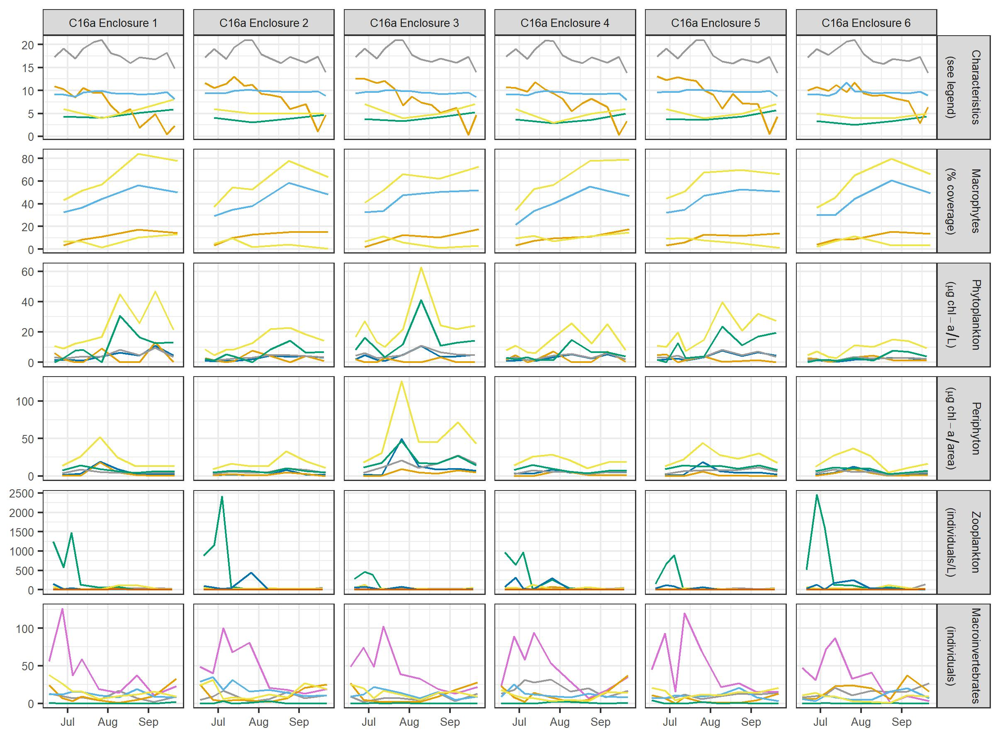 C16a Enclosure 1 C16a Enclosure 2 C16a Enclosure 3 C16a Enclosure 4 C16a Enclosure 5 C16a Enclosure 6
20
15
10
5
0
Characteristics
(see legend)
80
60
40
20
0
Macrophytes
(% coverage)
60
40
20
0
Phytoplankton
(μg chl−a/L)
100
50
0
Periphyton
(μg chl−a/area)
2500
2000
1500
1000
500
0
Zooplankton
(individuals/L)
100
50
0
Macroinvertebrates
(individuals)
Jul Aug Sep Jul Aug Sep Jul Aug Sep Jul Aug Sep Jul Aug Sep Jul Aug Sep